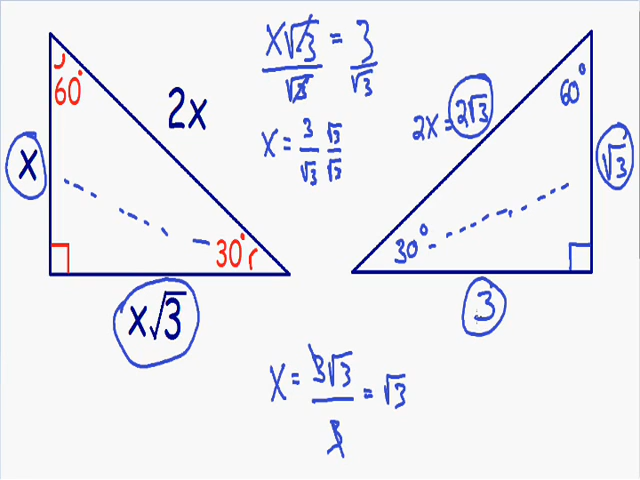 60°
2x
x
30°
x√3
x√3/√3 = 3/√3
x = 3/√3 √3/√3
x = 3√3/3 = √3
60°
2x = 2√3
√3
30°
3